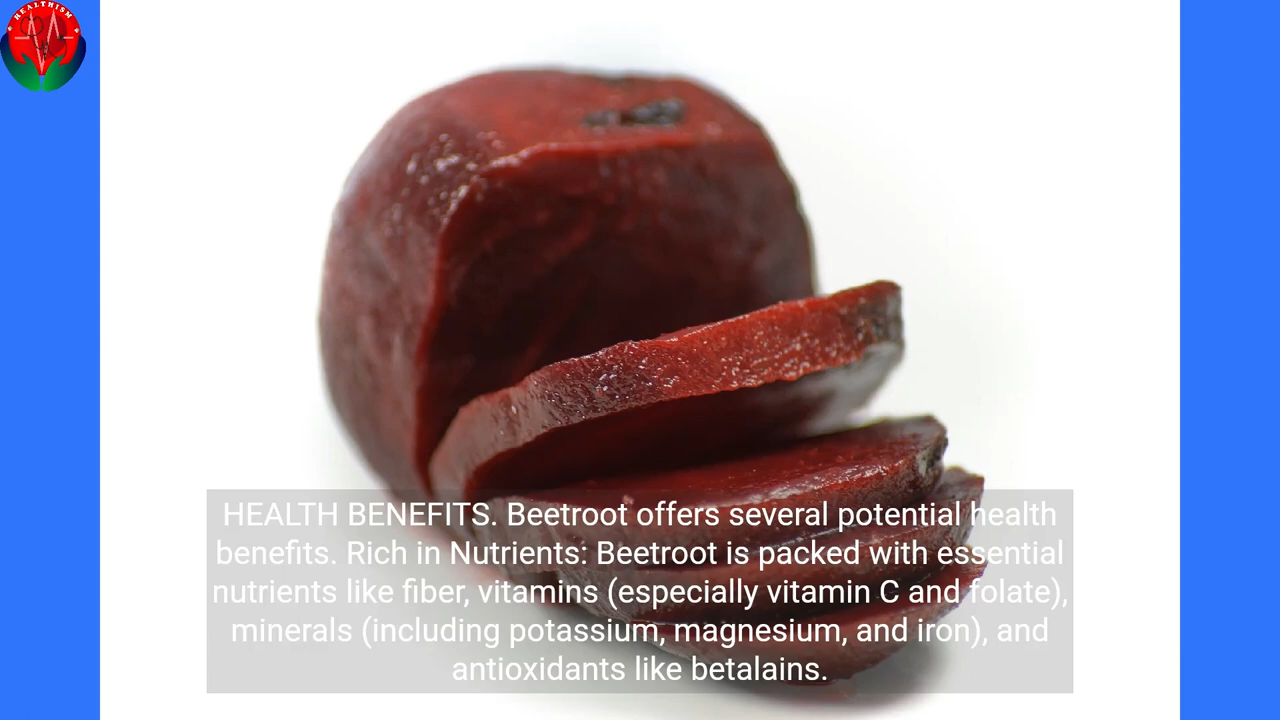 REALTHISM
HEALTH BENEFITS. Beetroot offers several potential health
benefits. Rich in Nutrients: Beetroot is packed with essential
nutrients like fiber, vitamins (especially vitamin C and folate),
minerals (including potassium, magnesium, and iron), and
antioxidants like betalains.